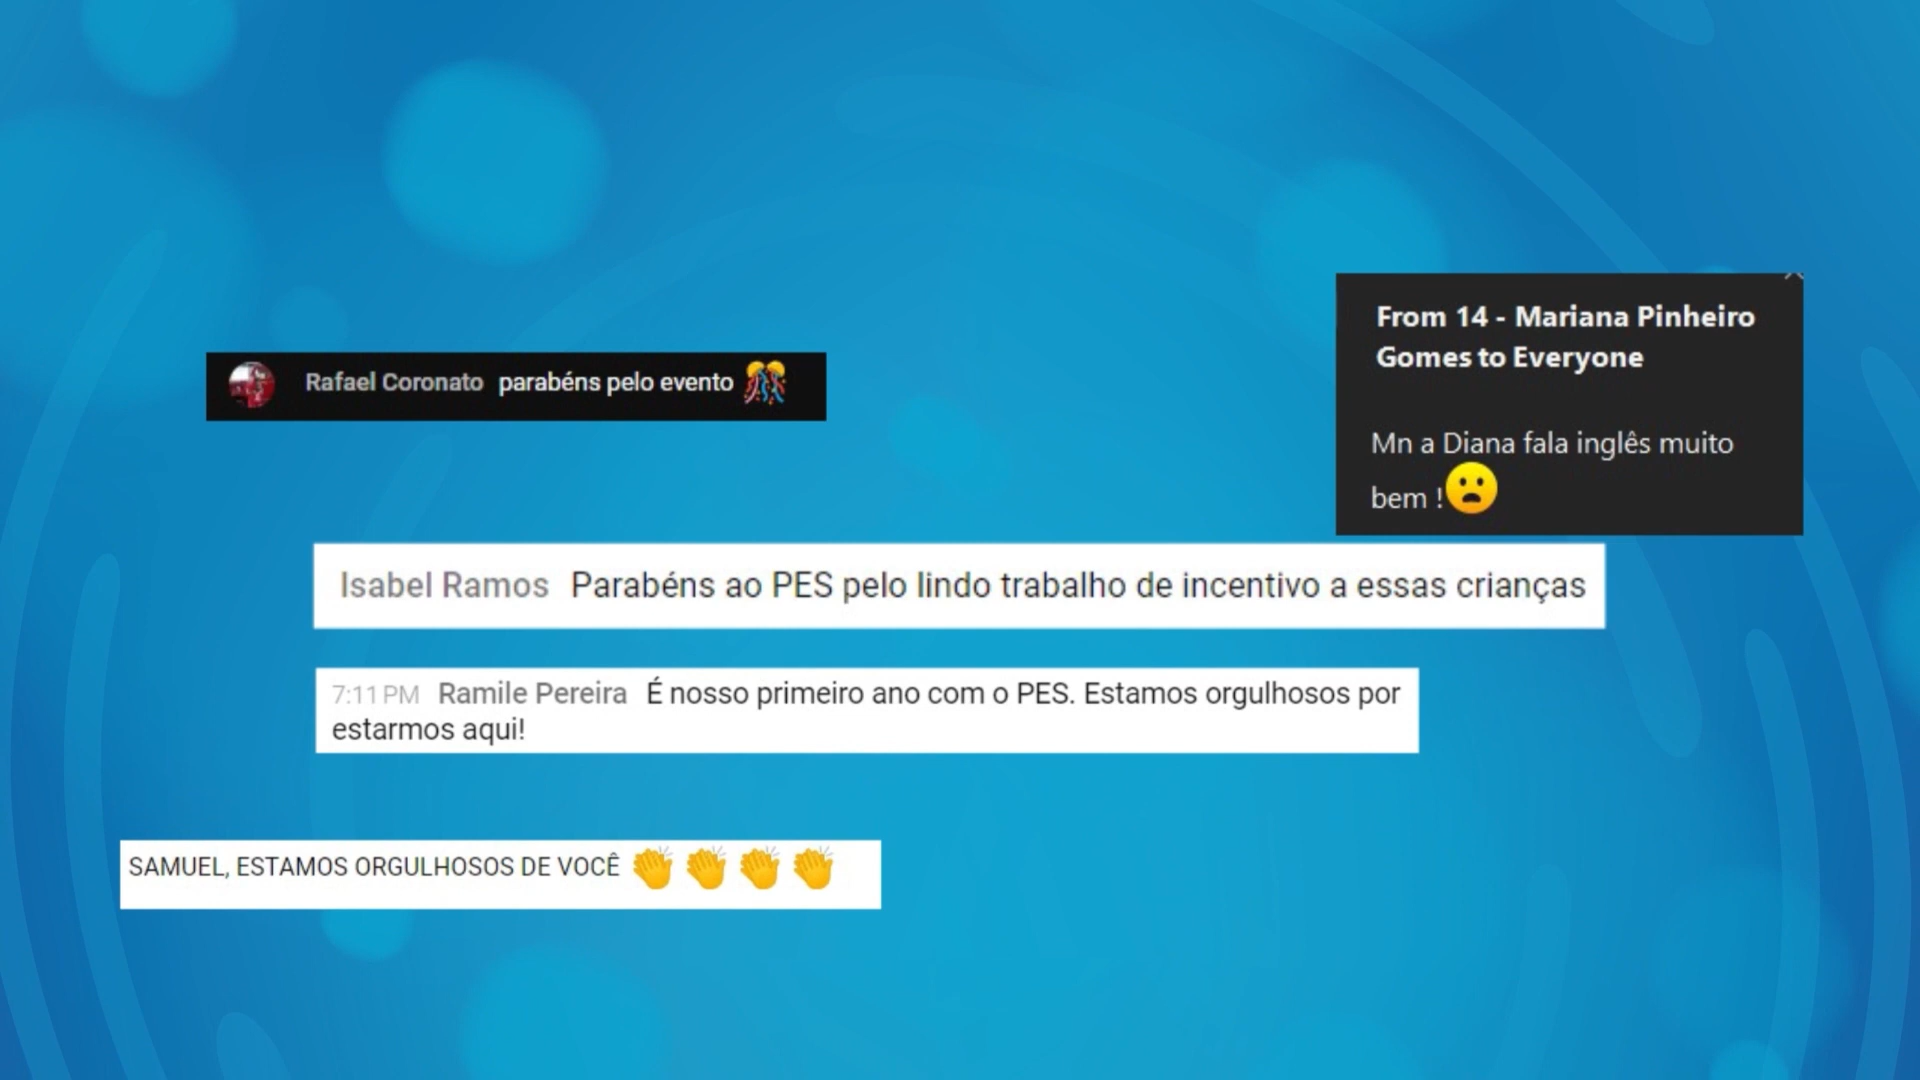 From 14 - Mariana Pinheiro
Gomes to Everyone
Mn a Diana fala inglês muito
bem !😦
Rafael Coronato parabéns pelo evento 🎊
Isabel Ramos Parabéns ao PES pelo lindo trabalho de incentivo a essas crianças
7:11 PM Ramile Pereira É nosso primeiro ano com o PES. Estamos orgulhosos por
estarmos aqui!
SAMUEL, ESTAMOS ORGULHOSOS DE VOCÊ 👏 👏 👏 👏